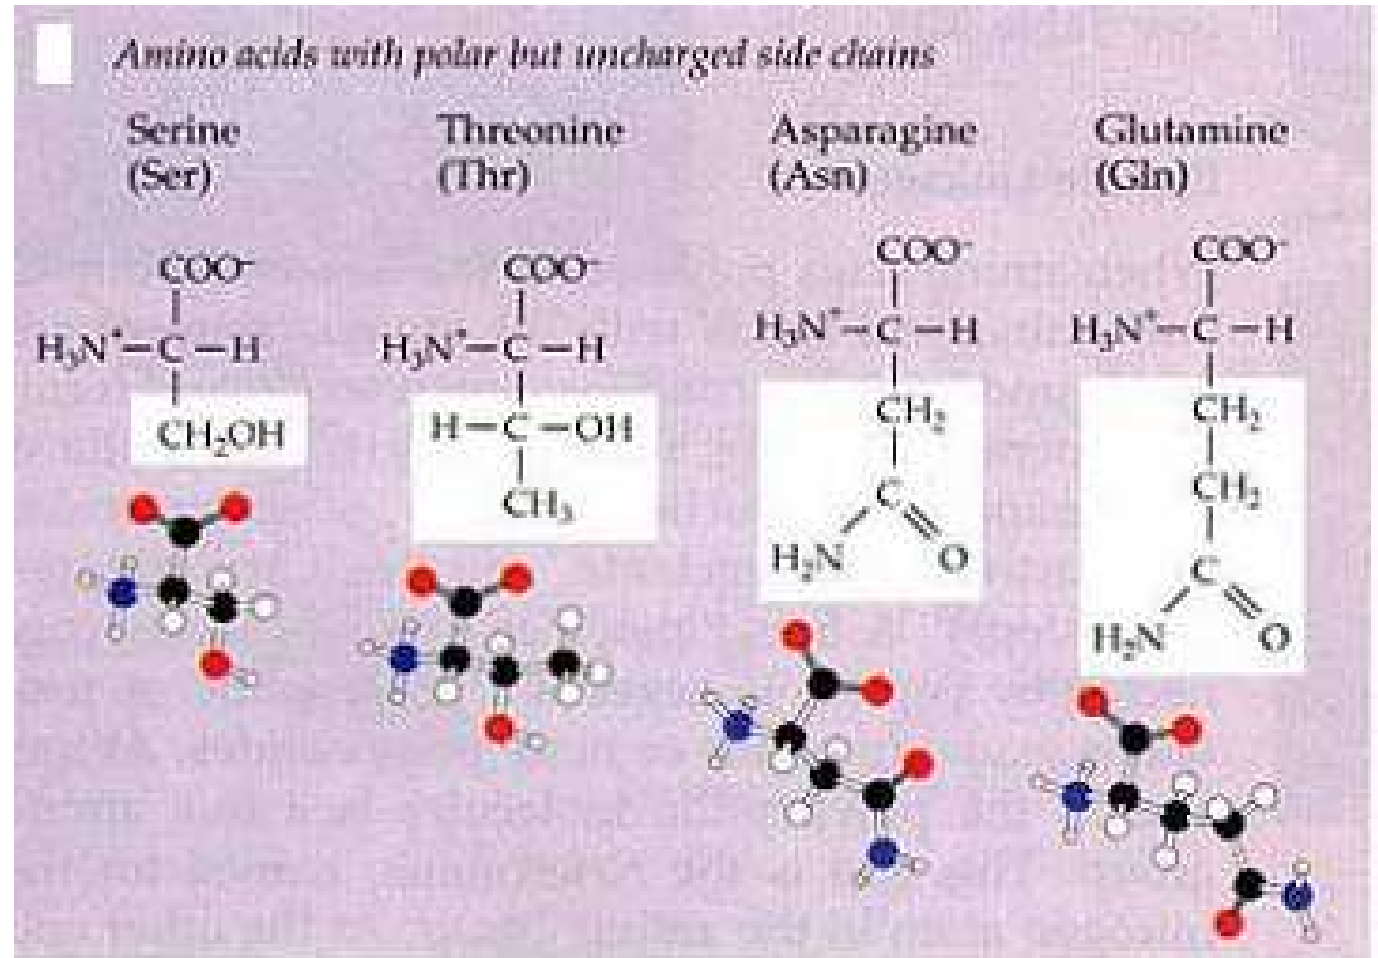 Amino acids with polar but uncharged side chains
Serine
(Ser)
COO⁻
H₃N⁺–C–H
CH₂OH
Threonine
(Thr)
COO⁻
H₃N⁺–C–H
H–C–OH
CH₃
Asparagine
(Asn)
COO⁻
H₃N⁺–C–H
CH₂
C
H₂N O
Glutamine
(Gln)
COO⁻
H₃N⁺–C–H
CH₂
CH₂
C
H₂N O